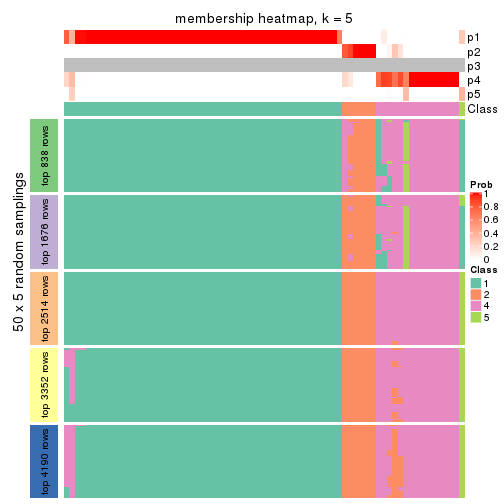 membership heatmap, k = 5
p1
p2
p3
p4
p5
Class
50 x 5 random samplings
top 838 rows
top 1676 rows
top 2514 rows
top 3352 rows
top 4190 rows
Prob
1
0.8
0.6
0.4
0.2
0
Class
1
2
4
5